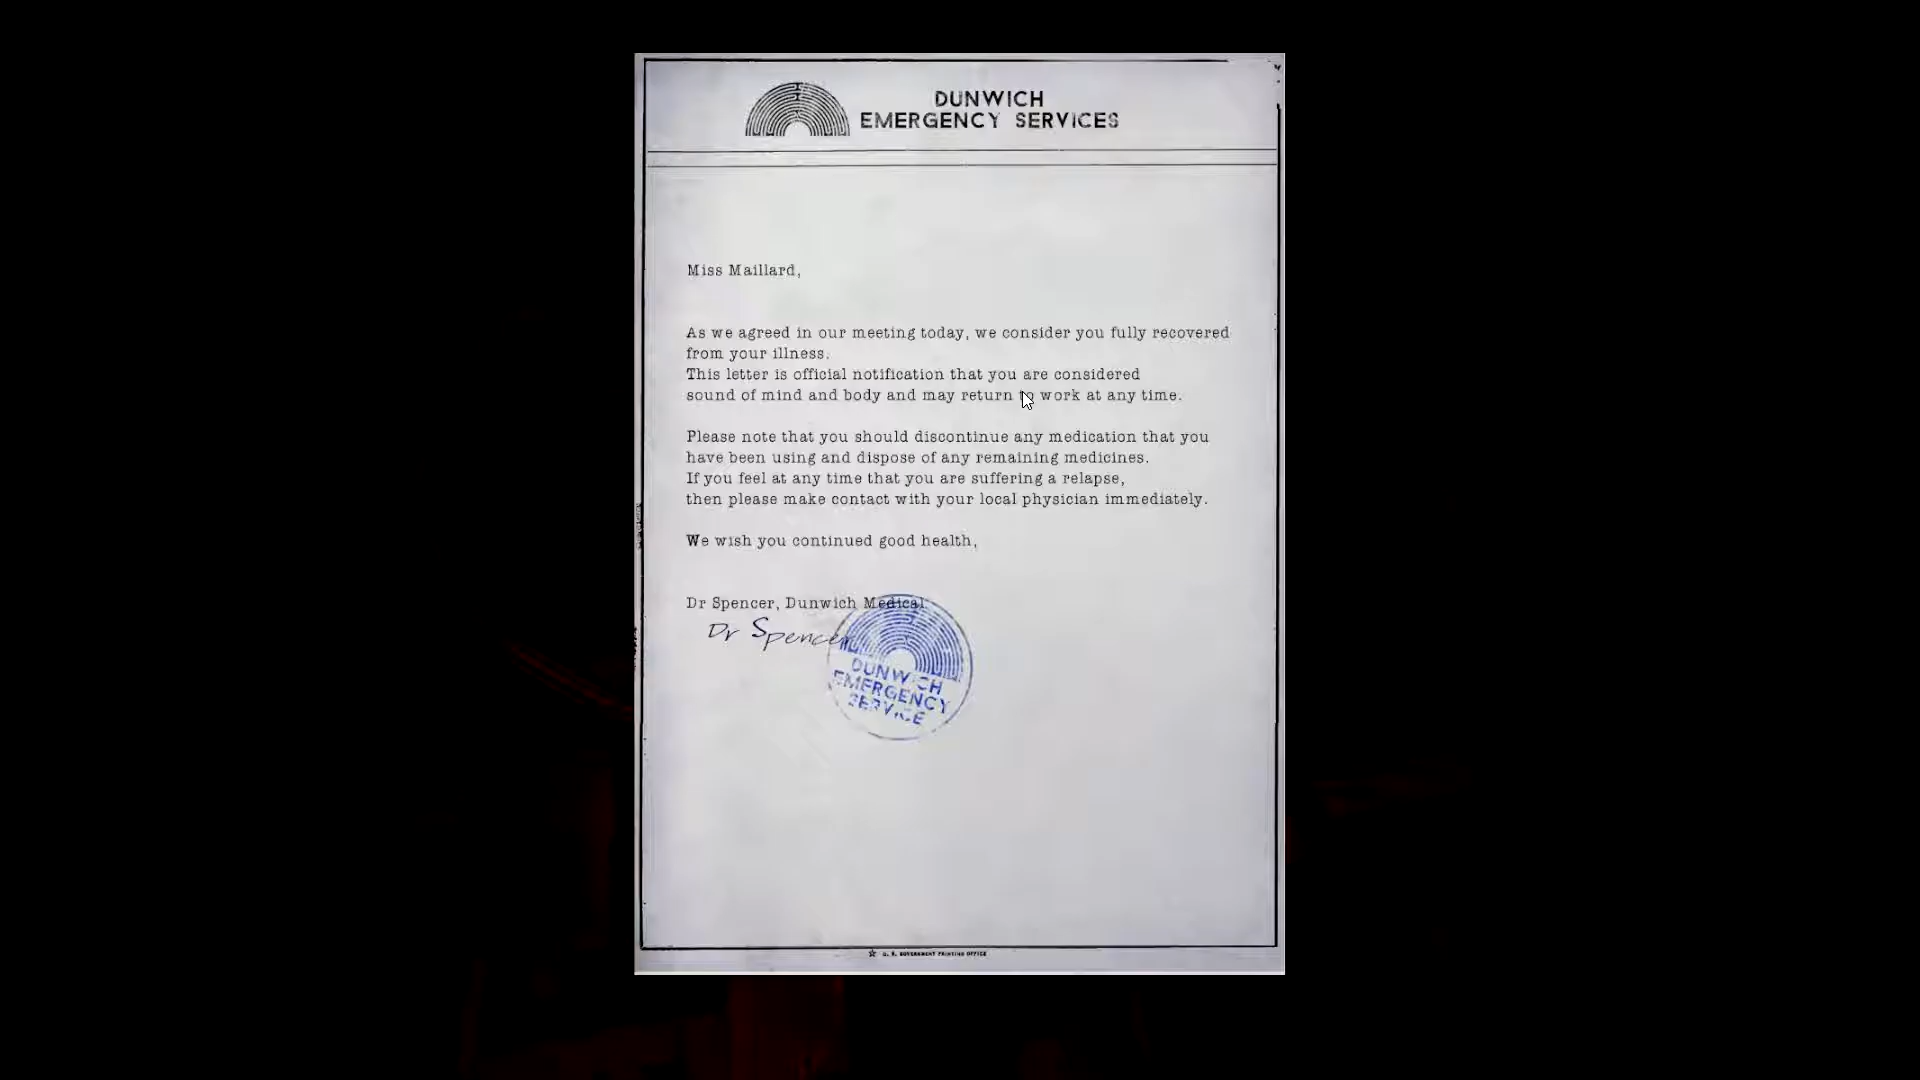 DUNWICH
EMERGENCY SERVICES
Miss Maillard,
As we agreed in our meeting today, we consider you fully recovered
from your illness.
This letter is official notification that you are considered
sound of mind and body and may return to work at any time.
Please note that you should discontinue any medication that you
have been using and dispose of any remaining medicines.
If you feel at any time that you are suffering a relapse,
then please make contact with your local physician immediately.
We wish you continued good health,
Dr Spencer, Dunwich Medical
Dr Spencer
DUNWICH
EMERGENCY
SERVICE
U. S. GOVERNMENT PRINTING OFFICE